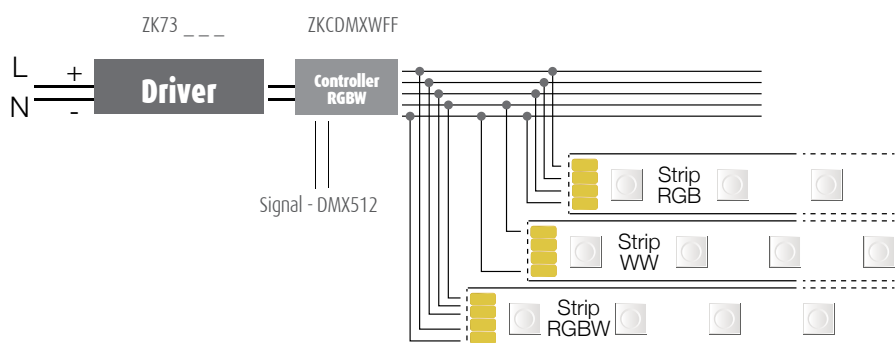 ZK73 _ _ _
ZKCDMXWFF
L
+
N
-
Driver
Controller
RGBW
Signal - DMX512
Strip
RGB
Strip
WW
Strip
RGBW